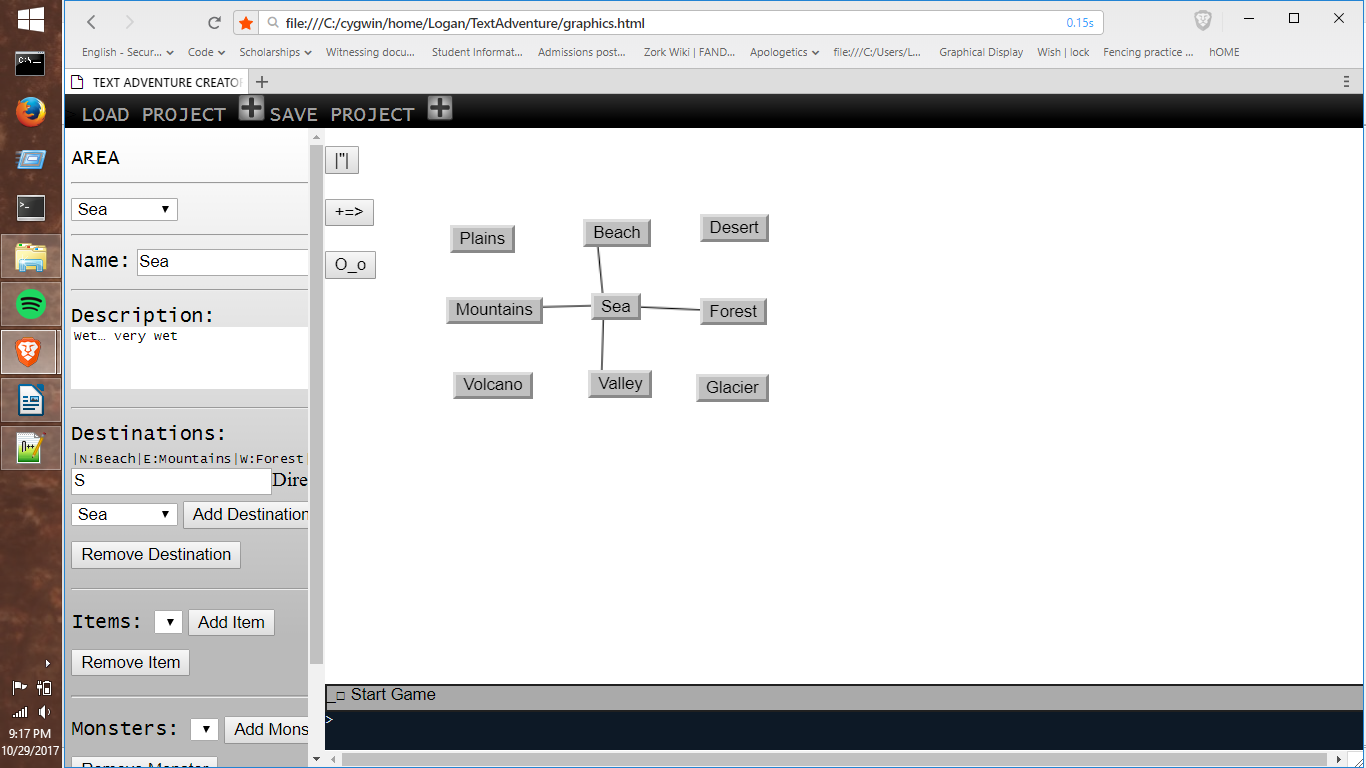 file:///C:/cygwin/home/Logan/TextAdventure/graphics.html 0.15s
English - Secur... Code Scholarships Witnessing docu... Student Informat... Admissions post... Zork Wiki | FAND... Apologetics file:///C:/Users/L... Graphical Display Wish | lock Fencing practice ... hOME
TEXT ADVENTURE CREATOR
LOAD PROJECT SAVE PROJECT
AREA
Sea
Name: Sea
Description:
Wet… very wet
Destinations:
|N:Beach|E:Mountains|W:Forest|
S Dire
Sea Add Destination
Remove Destination
Items: Add Item
Remove Item
Monsters: Add Mons
Remove Monster
|"|
+=>
O_o
Plains Beach Desert
Mountains Sea Forest
Volcano Valley Glacier
_□ Start Game
>
9:17 PM
10/29/2017